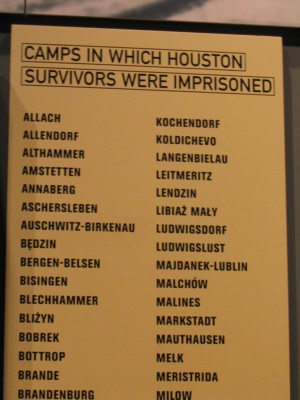 CAMPS IN WHICH HOUSTON
SURVIVORS WERE IMPRISONED
ALLACH
ALLENDORF
ALTHAMMER
AMSTETTEN
ANNABERG
ASCHERSLEBEN
AUSCHWITZ-BIRKENAU
BĘDZIN
BERGEN-BELSEN
BISINGEN
BLECHHAMMER
BLIŻYN
BOBREK
BOTTROP
BRANDE
BRANDENBURG
KOCHENDORF
KOLDICHEVO
LANGENBIELAU
LEITMERITZ
LENDZIN
LIBIAŻ MAŁY
LUDWIGSDORF
LUDWIGSLUST
MAJDANEK-LUBLIN
MALCHÓW
MALINES
MARKSTADT
MAUTHAUSEN
MELK
MERISTRIDA
MILOW